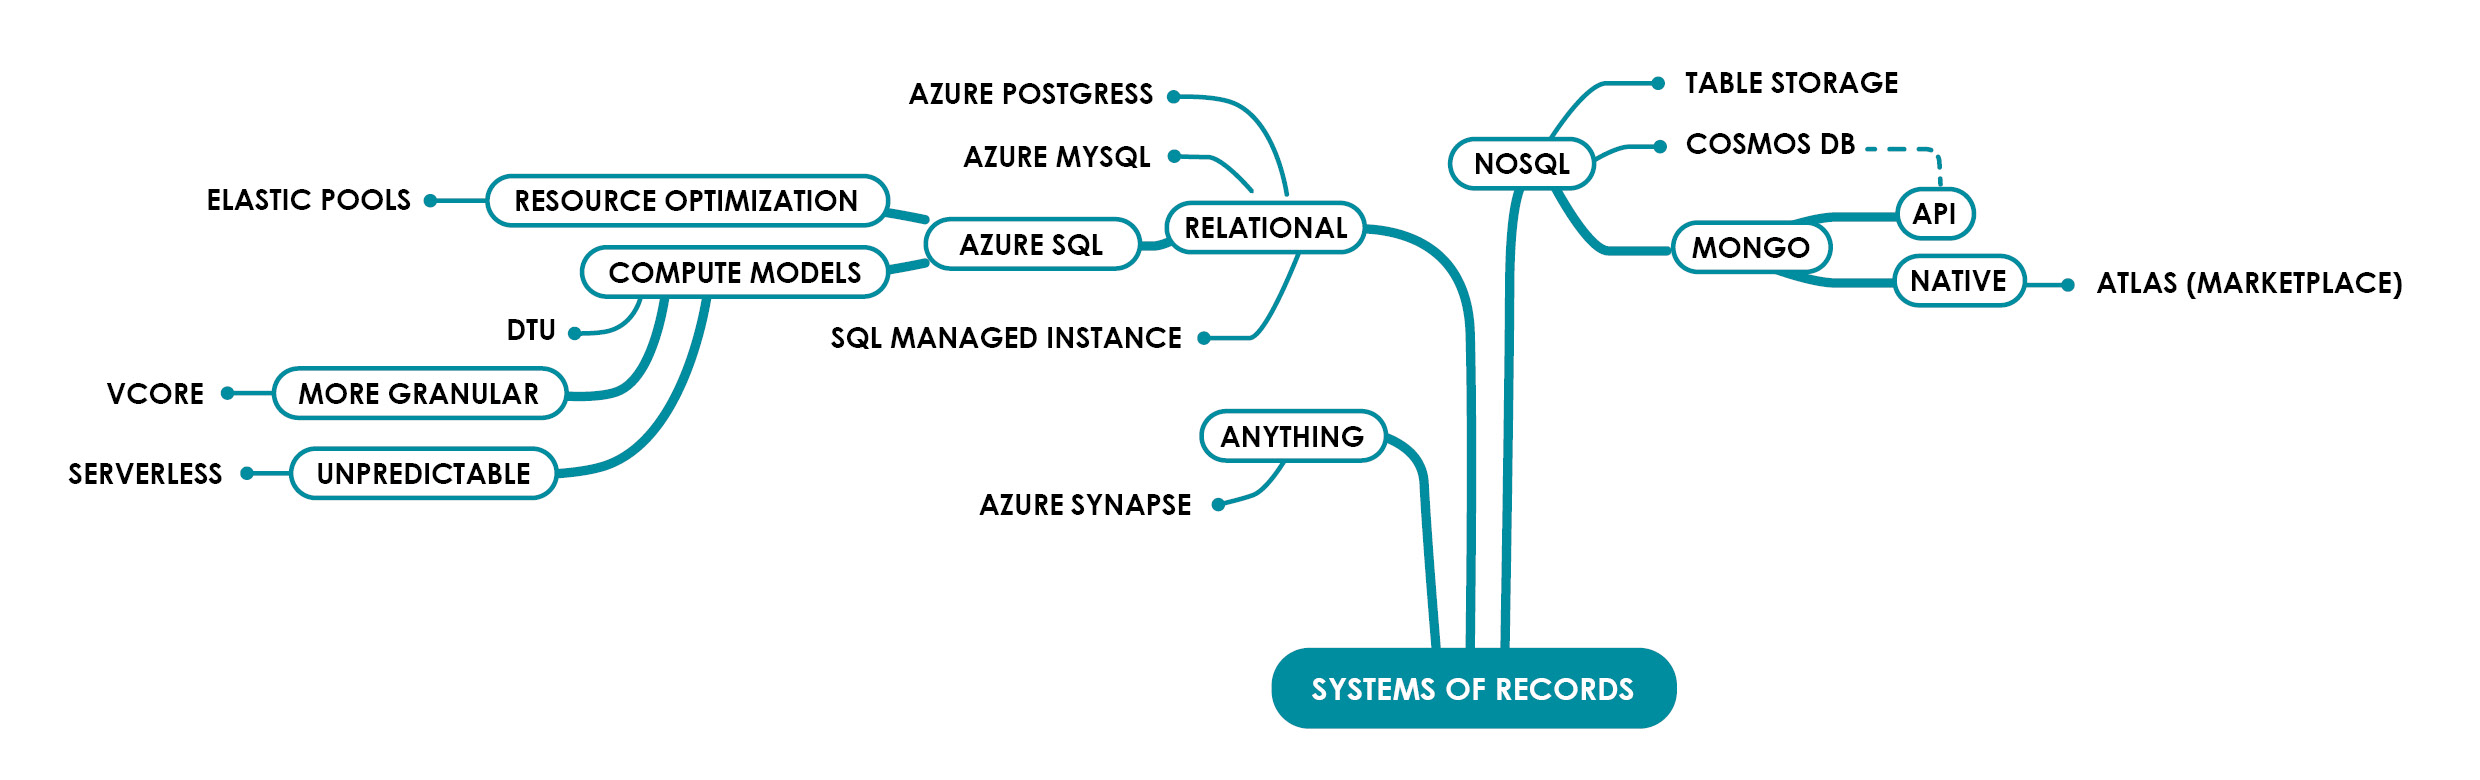 TABLE STORAGE
AZURE POSTGRESS
COSMOS DB
AZURE MYSQL
NOSQL
ELASTIC POOLS
RESOURCE OPTIMIZATION
API
RELATIONAL
AZURE SQL
MONGO
COMPUTE MODELS
NATIVE
ATLAS (MARKETPLACE)
DTU
SQL MANAGED INSTANCE
VCORE
MORE GRANULAR
ANYTHING
SERVERLESS
UNPREDICTABLE
AZURE SYNAPSE
SYSTEMS OF RECORDS